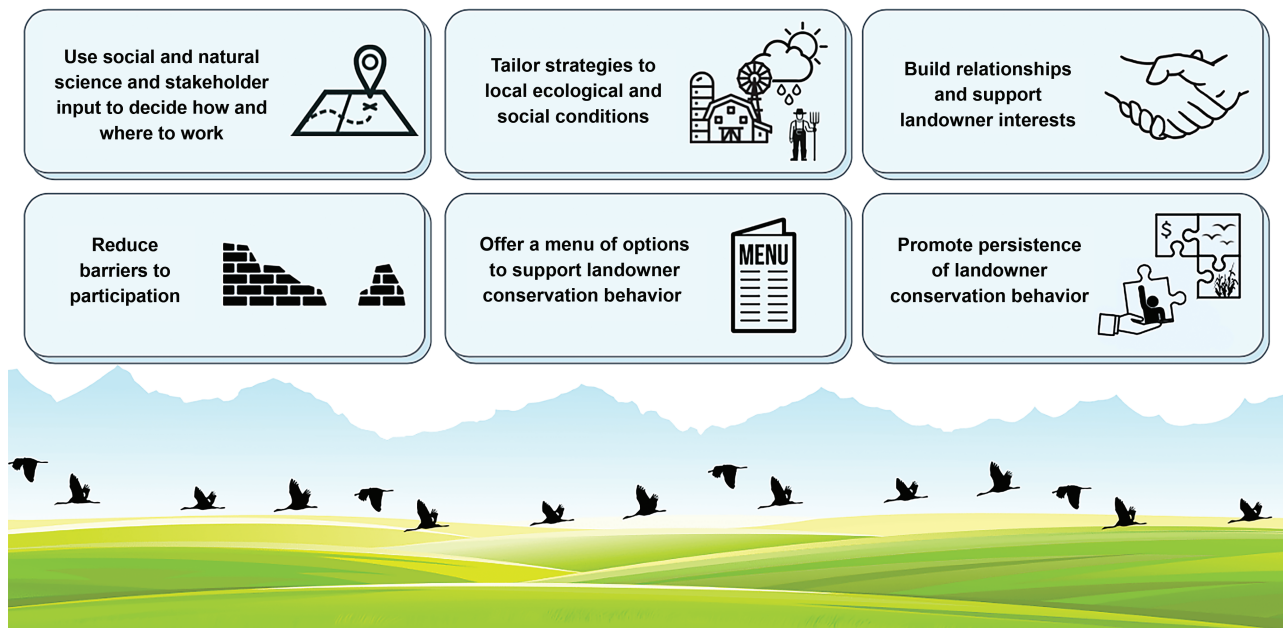 Use social and natural
science and stakeholder
input to decide how and
where to work
Tailor strategies to
local ecological and
social conditions
Build relationships
and support
landowner interests
Reduce
barriers to
participation
Offer a menu of options
to support landowner
conservation behavior
MENU
Promote persistence
of landowner
conservation behavior
$